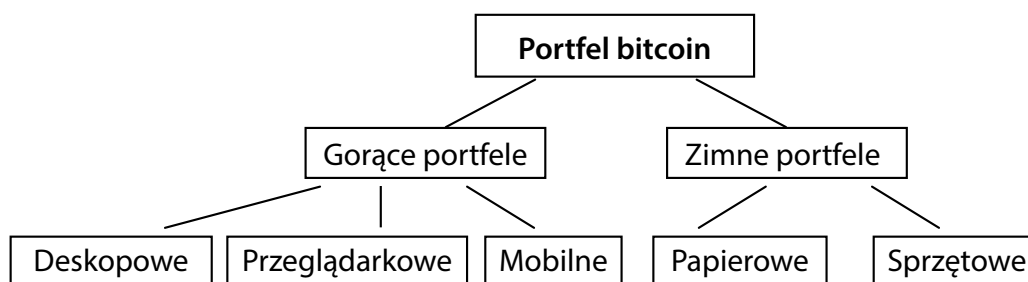 Portfel bitcoin
Gorące portfele
Zimne portfele
Deskopowe
Przeglądarkowe
Mobilne
Papierowe
Sprzętowe